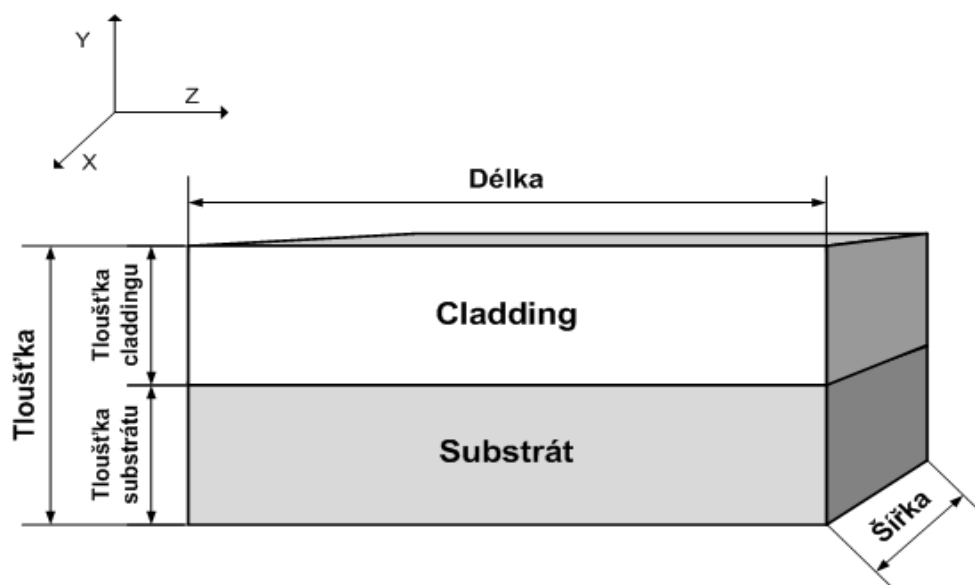 Y
Z
X
Délka
Tloušťka
Tloušťka
claddingu
Cladding
Tloušťka
substrátu
Substrát
Šířka